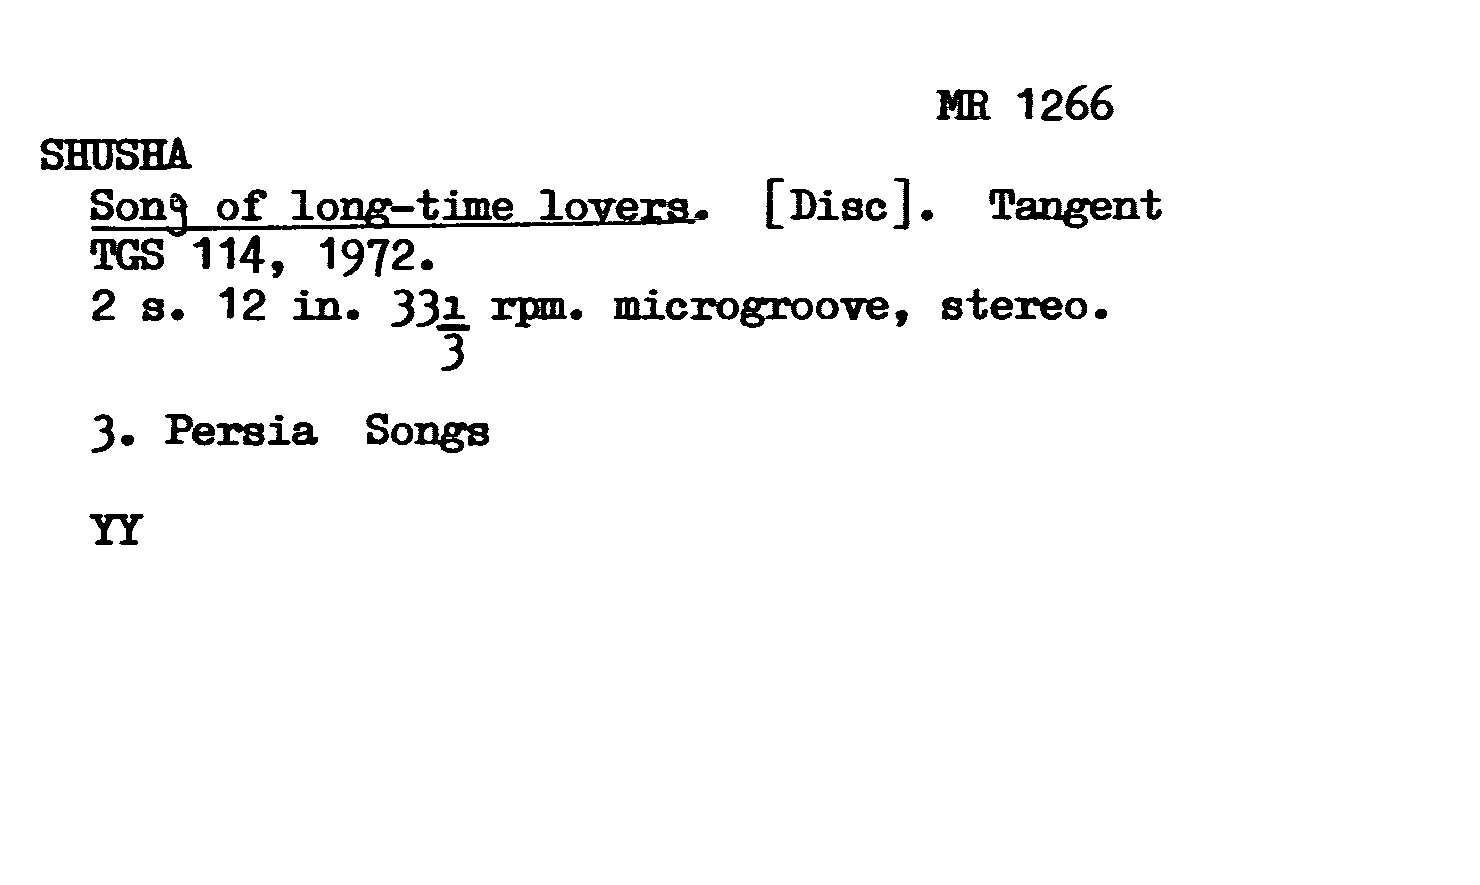 MR 1266
SHUSHA
Song of long-time lovers. [Disc]. Tangent
TGS 114, 1972.
2 s. 12 in. 33 1/3 rpm. microgroove, stereo.
3. Persia Songs
YY